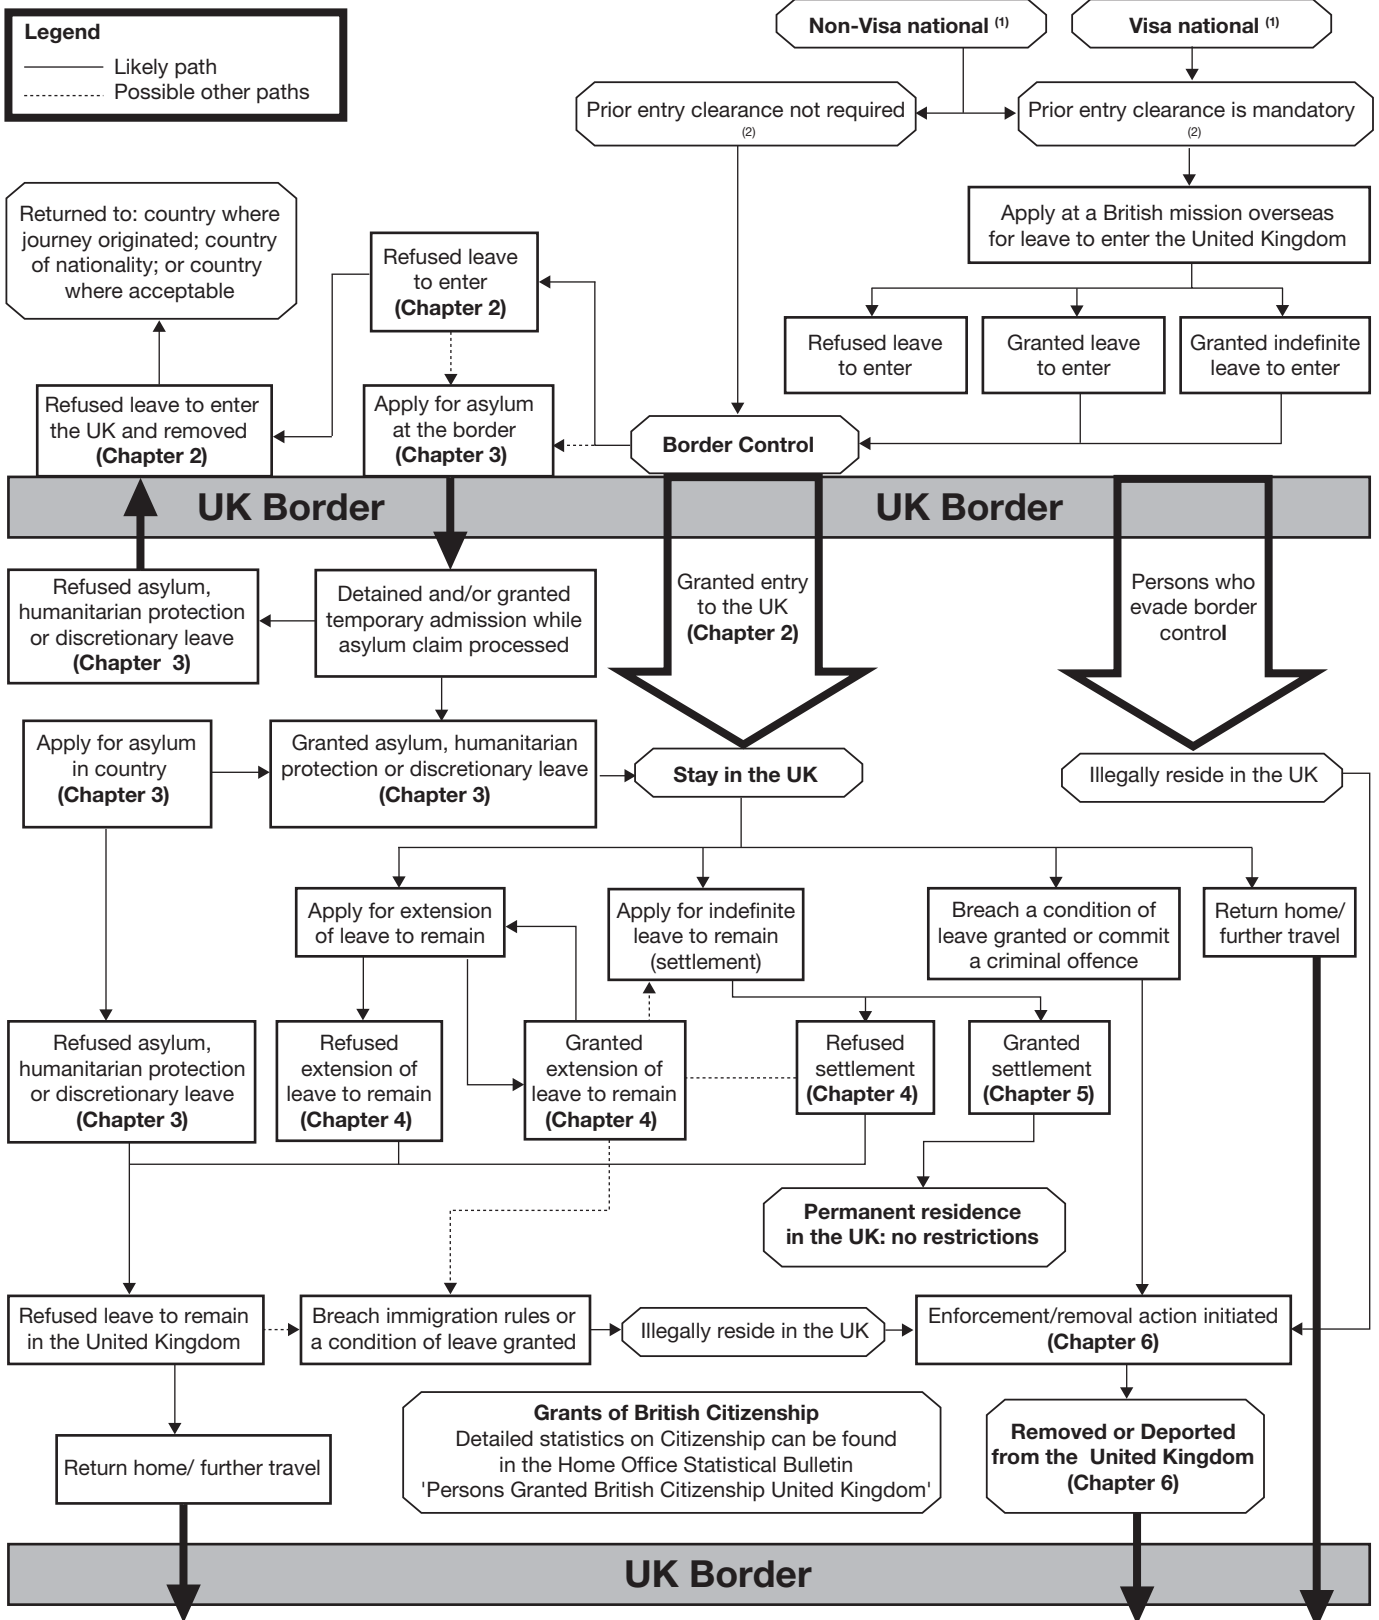 Legend
Likely path
Possible other paths
Non-Visa national (1)
Visa national (1)
Prior entry clearance not required
(2)
Prior entry clearance is mandatory
(2)
Apply at a British mission overseas
for leave to enter the United Kingdom
Returned to: country where
journey originated; country
of nationality; or country
where acceptable
Refused leave
to enter
(Chapter 2)
Refused leave
to enter
Granted leave
to enter
Granted indefinite
leave to enter
Refused leave to enter
the UK and removed
(Chapter 2)
Apply for asylum
at the border
(Chapter 3)
Border Control
UK Border
UK Border
Refused asylum,
humanitarian protection
or discretionary leave
(Chapter 3)
Detained and/or granted
temporary admission while
asylum claim processed
Granted entry
to the UK
(Chapter 2)
Persons who
evade border
control
Apply for asylum
in country
(Chapter 3)
Granted asylum, humanitarian
protection or discretionary leave
(Chapter 3)
Stay in the UK
Illegally reside in the UK
Apply for extension
of leave to remain
Apply for indefinite
leave to remain
(settlement)
Breach a condition of
leave granted or commit
a criminal offence
Return home/
further travel
Refused asylum,
humanitarian protection
or discretionary leave
(Chapter 3)
Refused
extension of
leave to remain
(Chapter 4)
Granted
extension of
leave to remain
(Chapter 4)
Refused
settlement
(Chapter 4)
Granted
settlement
(Chapter 5)
Permanent residence
in the UK: no restrictions
Refused leave to remain
in the United Kingdom
Breach immigration rules or
a condition of leave granted
Illegally reside in the UK
Enforcement/removal action initiated
(Chapter 6)
Return home/ further travel
Grants of British Citizenship
Detailed statistics on Citizenship can be found
in the Home Office Statistical Bulletin
'Persons Granted British Citizenship United Kingdom'
Removed or Deported
from the United Kingdom
(Chapter 6)
UK Border